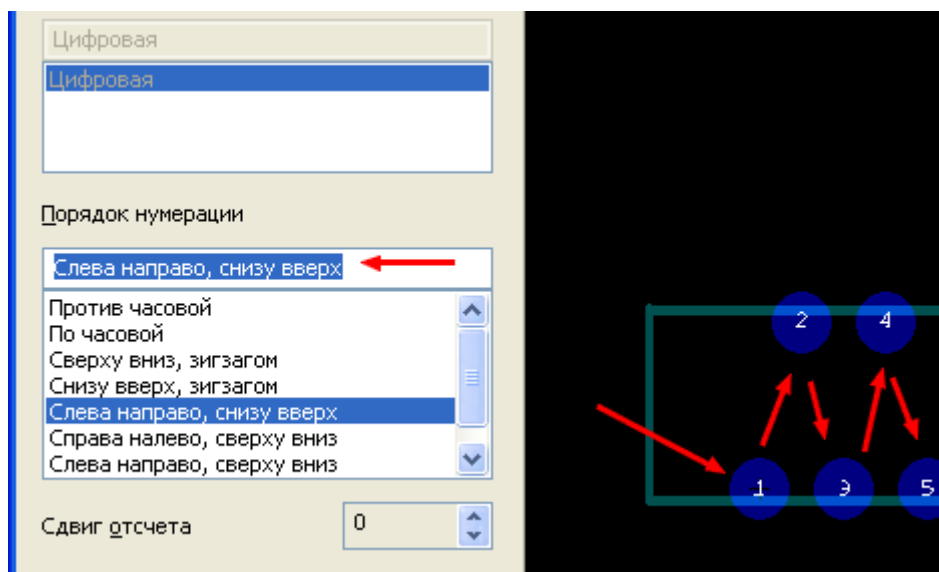 Цифровая
Цифровая
Порядок нумерации
Слева направо, снизу вверх
Против часовой
По часовой
Сверху вниз, зигзагом
Снизу вверх, зигзагом
Слева направо, снизу вверх
Справа налево, сверху вниз
Слева направо, сверху вниз
Сдвиг отсчета 0
2 4
1 3 5